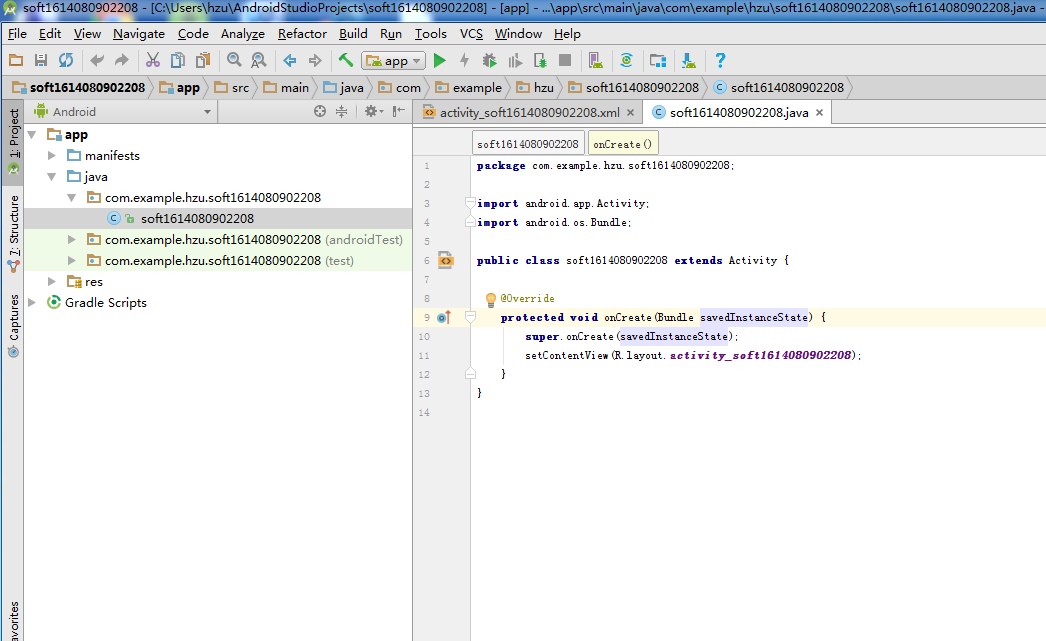 soft1614080902208 - [C:\Users\hzu\AndroidStudioProjects\soft1614080902208] - [app] - ...\app\src\main\java\com\example\hzu\soft1614080902208\soft1614080902208.java -
File Edit View Navigate Code Analyze Refactor Build Run Tools VCS Window Help
app
soft1614080902208 app src main java com example hzu soft1614080902208 soft1614080902208
1: Project
7: Structure
Captures
avorites
Android
app
manifests
java
com.example.hzu.soft1614080902208
soft1614080902208
com.example.hzu.soft1614080902208 (androidTest)
com.example.hzu.soft1614080902208 (test)
res
Gradle Scripts
activity_soft1614080902208.xml soft1614080902208.java
soft1614080902208 onCreate()
1 package com.example.hzu.soft1614080902208;
2
3 import android.app.Activity;
4 import android.os.Bundle;
5
6 public class soft1614080902208 extends Activity {
7
8 @Override
9 protected void onCreate(Bundle savedInstanceState) {
10 super.onCreate(savedInstanceState);
11 setContentView(R.layout.activity_soft1614080902208);
12 }
13 }
14